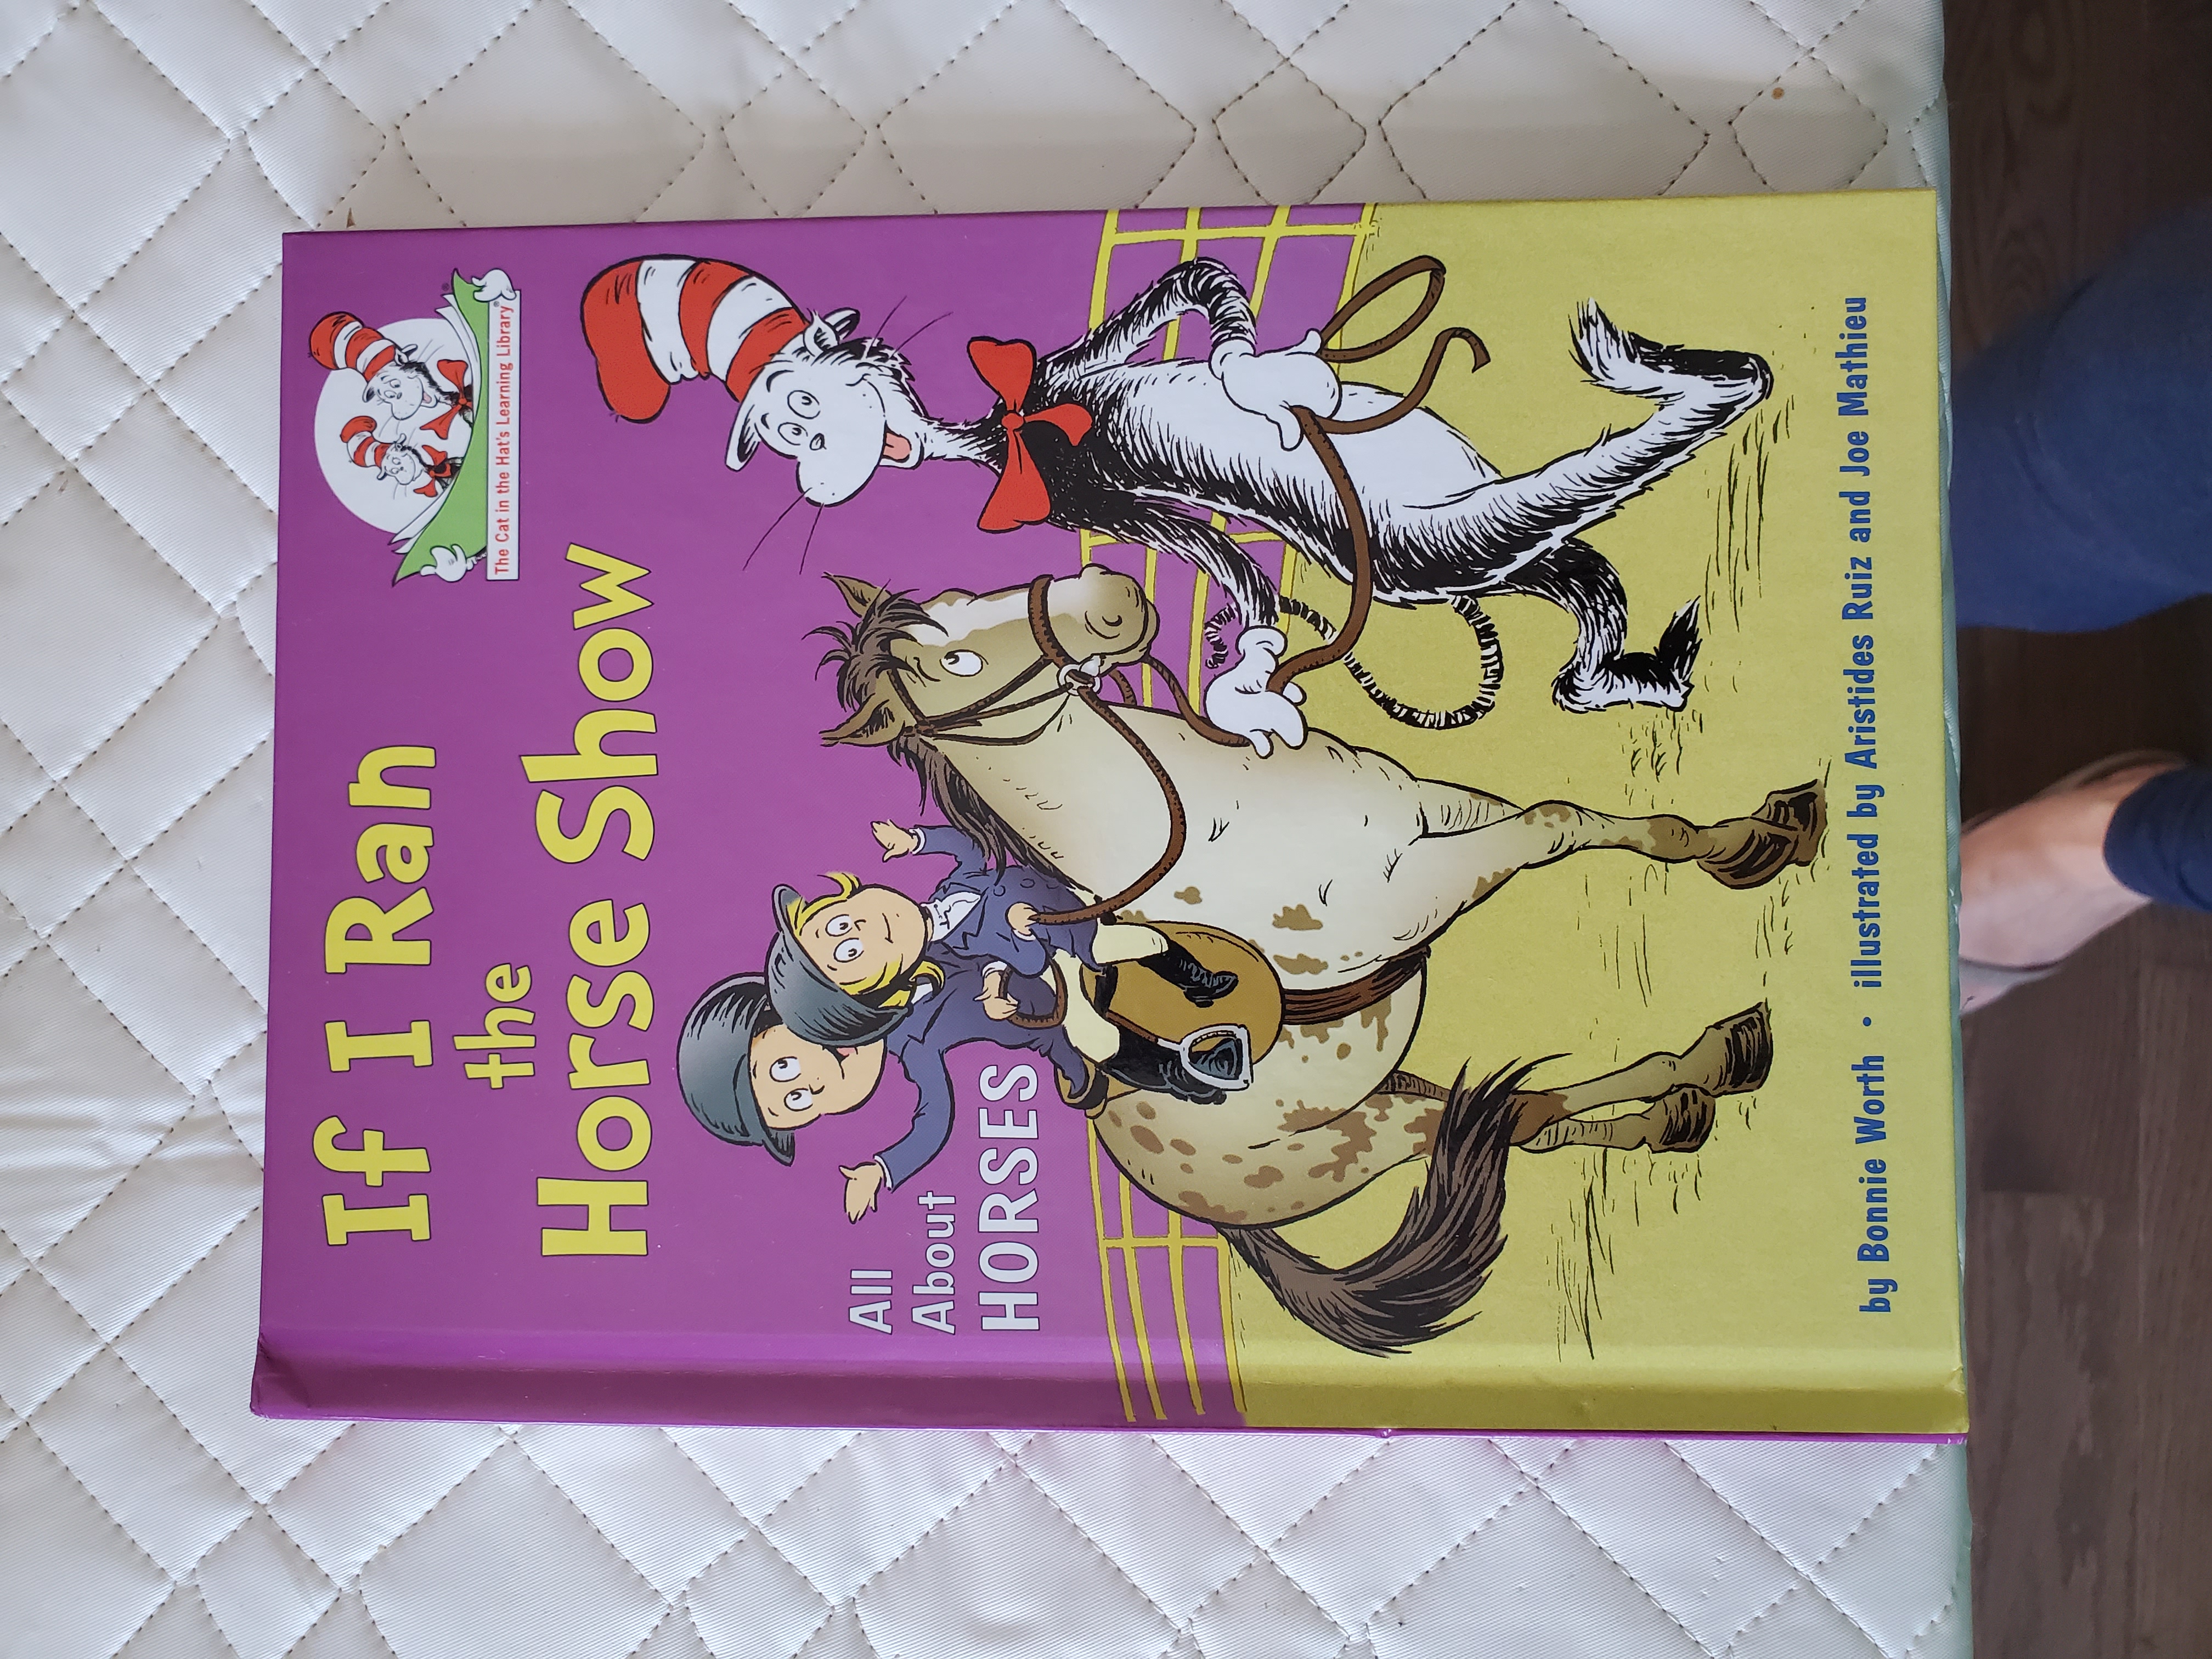 The Cat in the Hat's Learning Library
If I Ran
the
Horse Show
All
About
HORSES
by Bonnie Worth • illustrated by Aristides Ruiz and Joe Mathieu